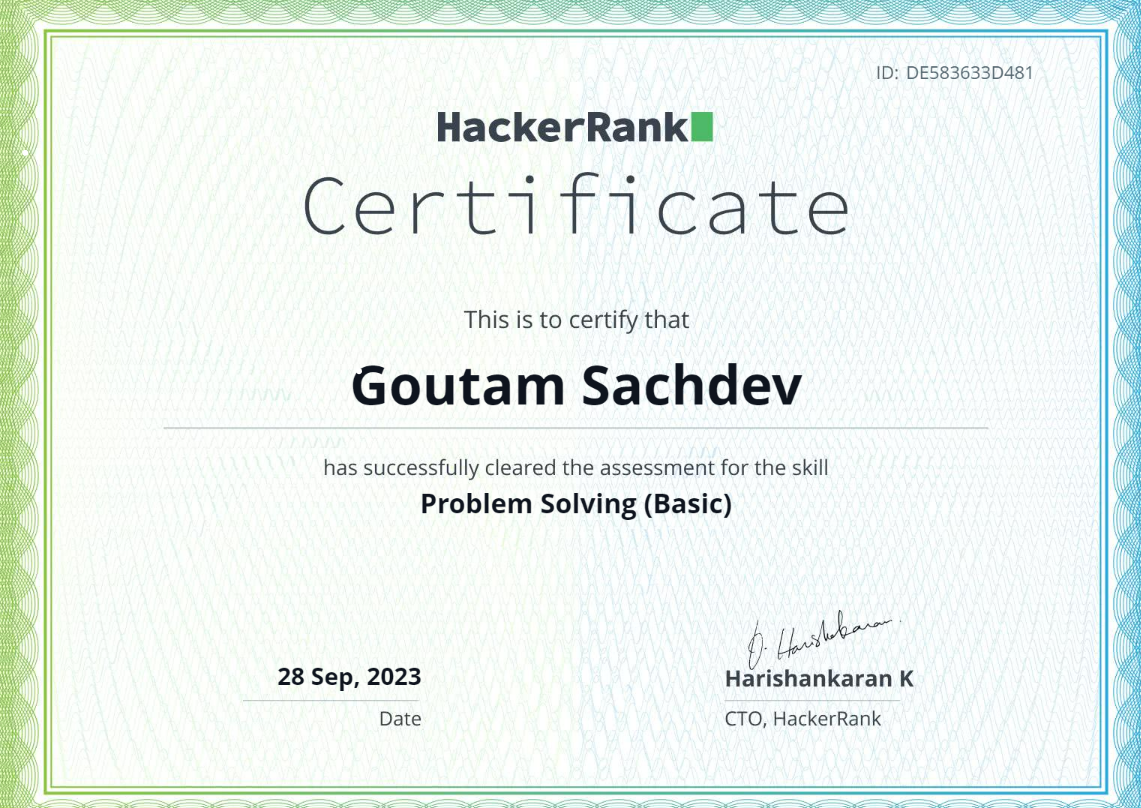 ID: DE583633D481
HackerRank
Certificate
This is to certify that
Goutam Sachdev
has successfully cleared the assessment for the skill
Problem Solving (Basic)
28 Sep, 2023
Date
Harishankaran K
CTO, HackerRank